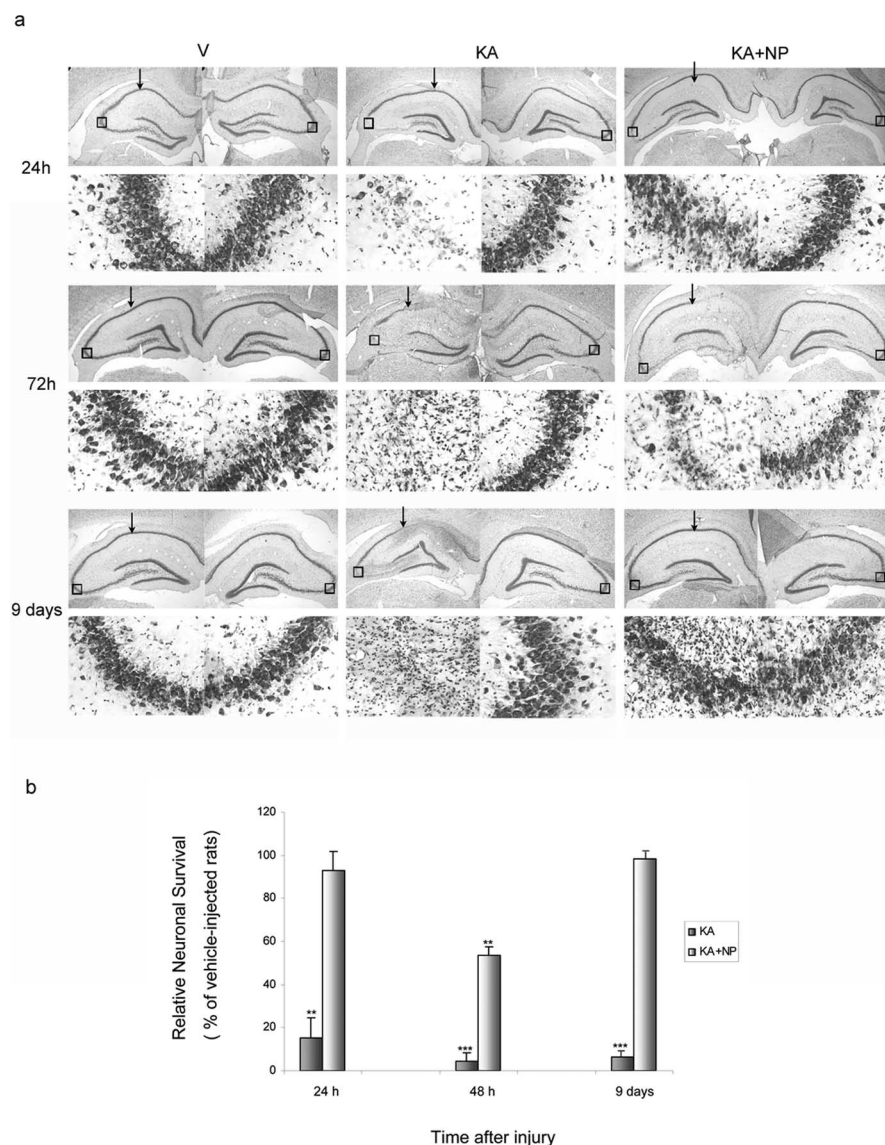 a
V KA KA+NP
24h
72h
9 days
b
Relative Neuronal Survival
( % of vehicle-injected rats)
120
100
80
60
40
20
0
**
***
**
***
KA
KA+NP
24 h 48 h 9 days
Time after injury